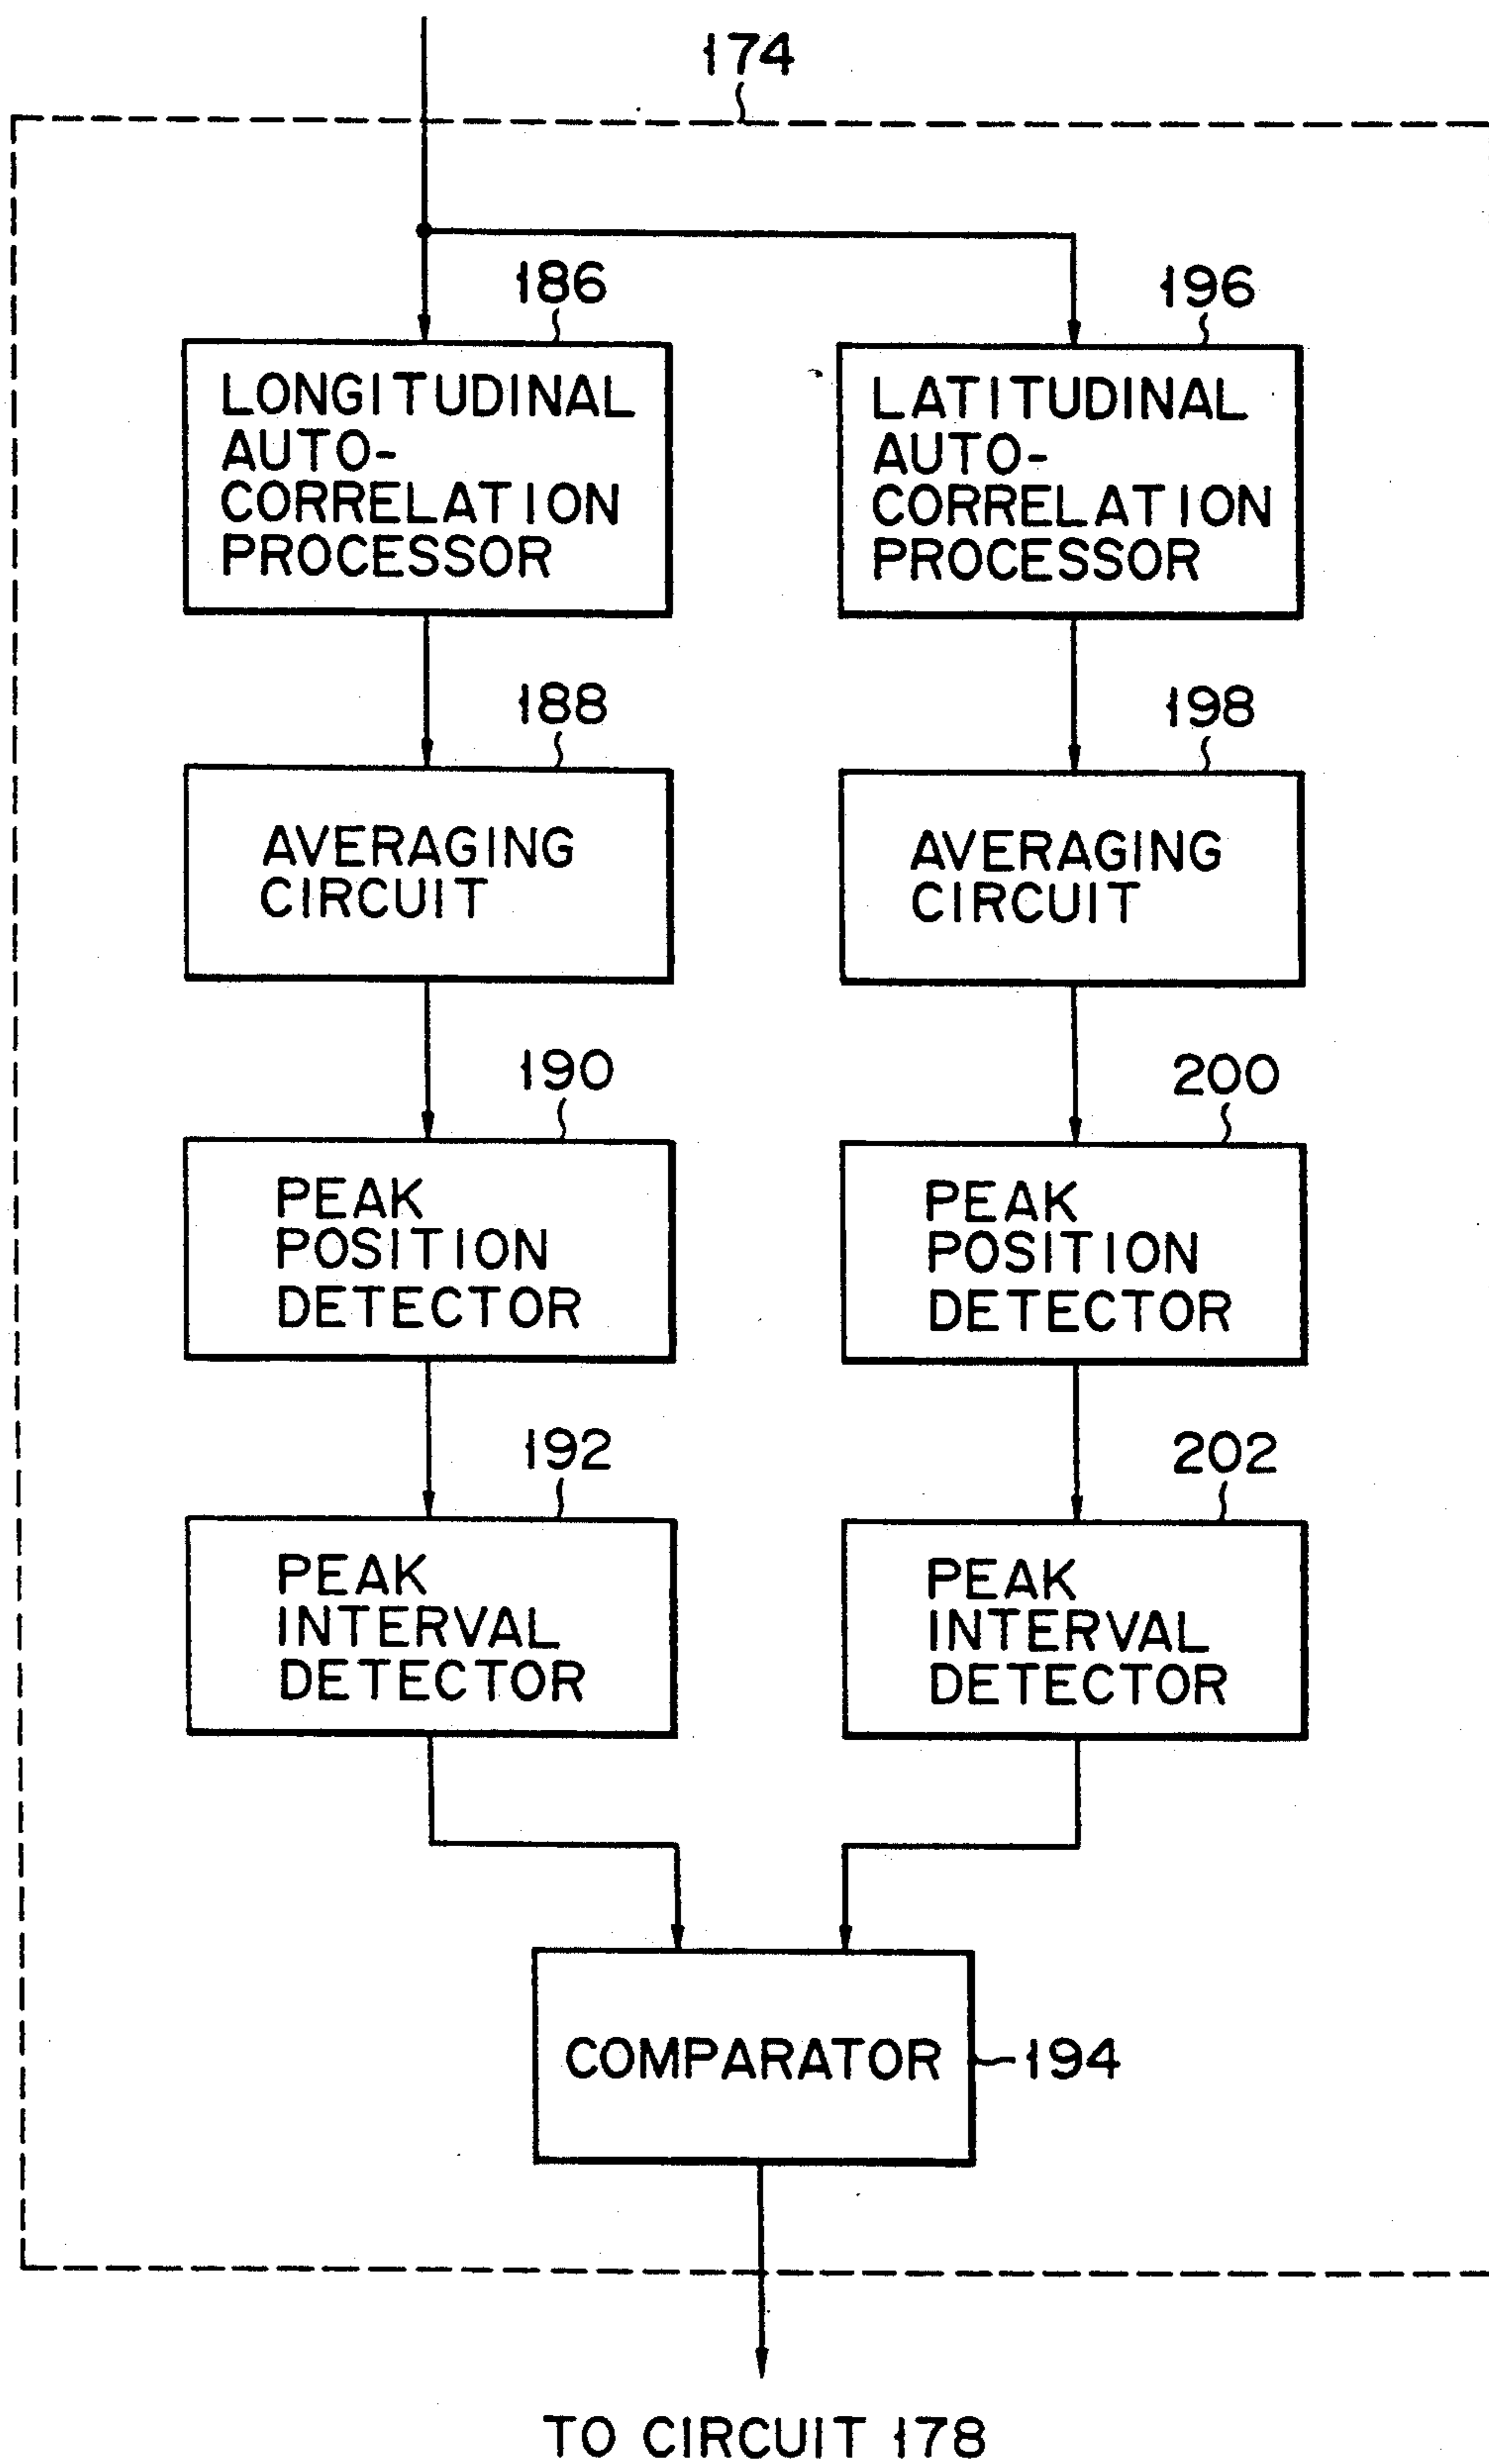 174
186
LONGITUDINAL
AUTO-
CORRELATION
PROCESSOR
196
LATITUDINAL
AUTO-
CORRELATION
PROCESSOR
188
AVERAGING
CIRCUIT
198
AVERAGING
CIRCUIT
190
PEAK
POSITION
DETECTOR
200
PEAK
POSITION
DETECTOR
192
PEAK
INTERVAL
DETECTOR
202
PEAK
INTERVAL
DETECTOR
COMPARATOR
194
TO CIRCUIT 178